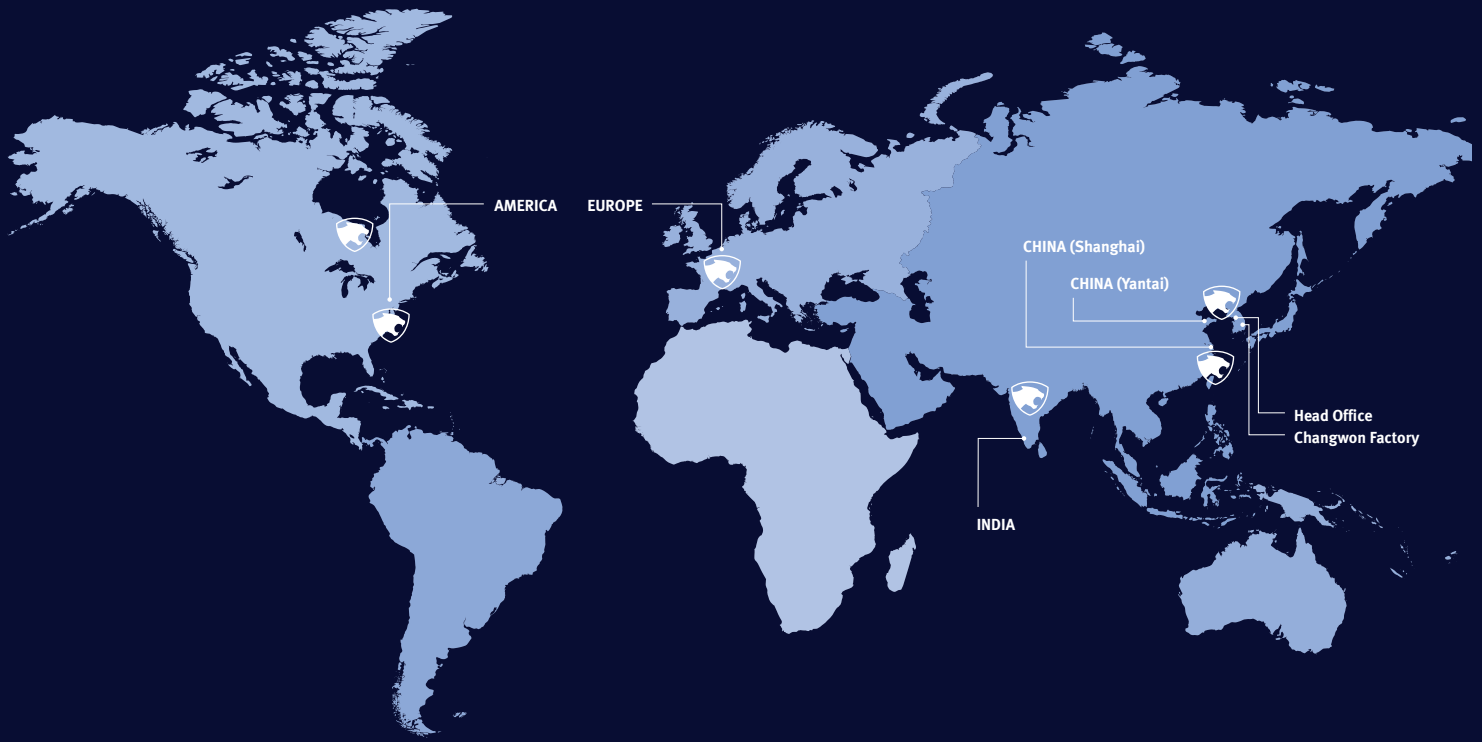 AMERICA
EUROPE
CHINA (Shanghai)
CHINA (Yantai)
Head Office
Changwon Factory
INDIA